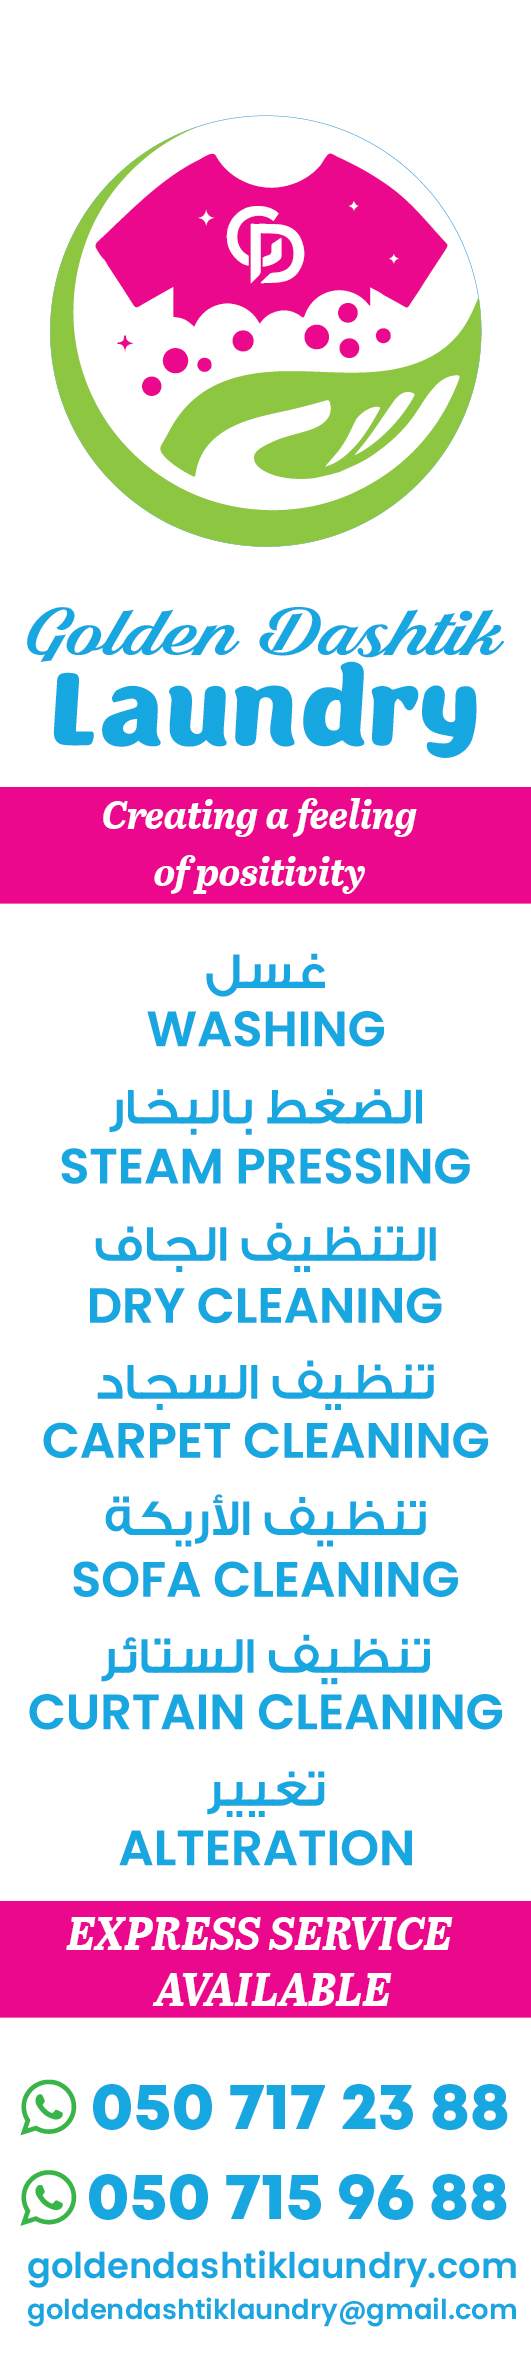 GD
Golden Dashtik
Laundry
Creating a feeling
of positivity
غسل
WASHING
الضغط بالبخار
STEAM PRESSING
التنظيف الجاف
DRY CLEANING
تنظيف السجاد
CARPET CLEANING
تنظيف الأريكة
SOFA CLEANING
تنظيف الستائر
CURTAIN CLEANING
تغيير
ALTERATION
EXPRESS SERVICE
AVAILABLE
050 717 23 88
050 715 96 88
goldendashtiklaundry.com
goldendashtiklaundry@gmail.com